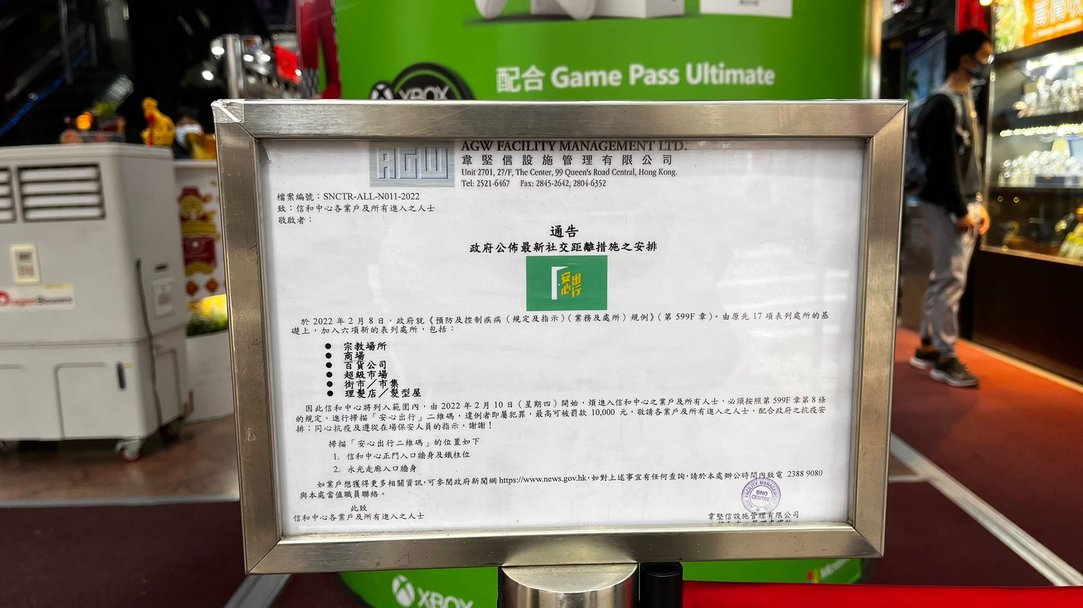 配合 Game Pass Ultimate
XBOX
AGW
AGW FACILITY MANAGEMENT LTD.
韋堅信設施管理有限公司
Unit 2701, 27/F, The Center, 99 Queen's Road Central, Hong Kong.
Tel: 2521-6167 Fax: 2845-2642, 2804-6352
檔案編號：SNCTR-ALL-N011-2022
致：信和中心各業戶及所有進入之人士
敬啟者：
通告
政府公佈最新社交距離措施之安排
安心出行
於 2022 年 2 月 8 日，政府就《預防及控制疾病（規定及指示）（業務及處所）規例》（第 599F 章）。由原先 17 項表列處所的基
礎上，加入六項新的表列處所，包括：
● 宗教場所
● 商場
● 百貨公司
● 超級市場
● 街市／市集
● 理髮店／髮型屋
因此信和中心將列入範圍內，由 2022 年 2 月 10 日（星期四）開始，煩進入信和中心之業戶及所有人士，必須按照第 599F 章第 8 條
的規定，進行掃描「安心出行」二維碼，違例者即屬犯罪，最高可被罰款 10,000 元，敬請各業戶及所有進入之人士，配合政府之抗疫安
排；同心抗疫及遵從在場保安人員的指示，謝謝！
掃描「安心出行二維碼」的位置如下
1. 信和中心正門入口牆身及鐵柱位
2. 永光走廊入口牆身
如業戶想獲得更多相關資訊，可參閱政府新聞網 https://www.news.gov.hk，如對上述事宜有任何查詢，請於本處辦公時間內致電 2388 9080
與本處當值職員聯絡。
此致
信和中心各業戶及所有進入之人士
韋堅信設施管理有限公司
SINO CENTRE
DragonBlower
XBOX